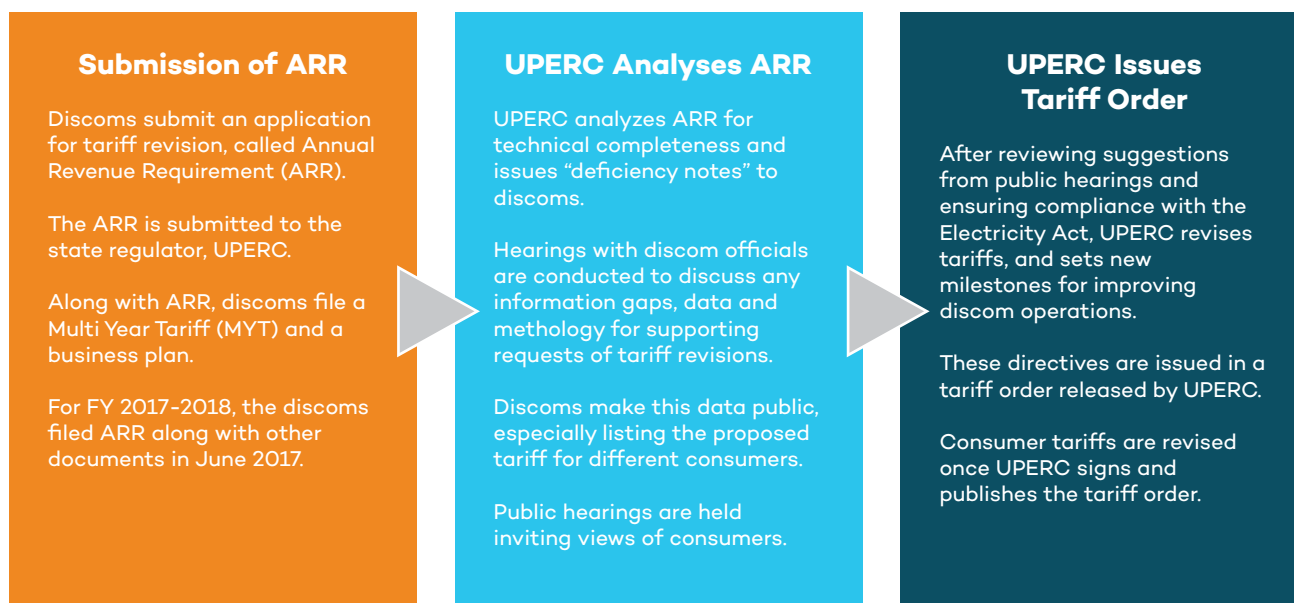 Submission of ARR
Discoms submit an application
for tariff revision, called Annual
Revenue Requirement (ARR).
The ARR is submitted to the
state regulator, UPERC.
Along with ARR, discoms file a
Multi Year Tariff (MYT) and a
business plan.
For FY 2017-2018, the discoms
filed ARR along with other
documents in June 2017.
UPERC Analyses ARR
UPERC analyzes ARR for
technical completeness and
issues “deficiency notes” to
discoms.
Hearings with discom officials
are conducted to discuss any
information gaps, data and
methology for supporting
requests of tariff revisions.
Discoms make this data public,
especially listing the proposed
tariff for different consumers.
Public hearings are held
inviting views of consumers.
UPERC Issues
Tariff Order
After reviewing suggestions
from public hearings and
ensuring compliance with the
Electricity Act, UPERC revises
tariffs, and sets new
milestones for improving
discom operations.
These directives are issued in a
tariff order released by UPERC.
Consumer tariffs are revised
once UPERC signs and
publishes the tariff order.